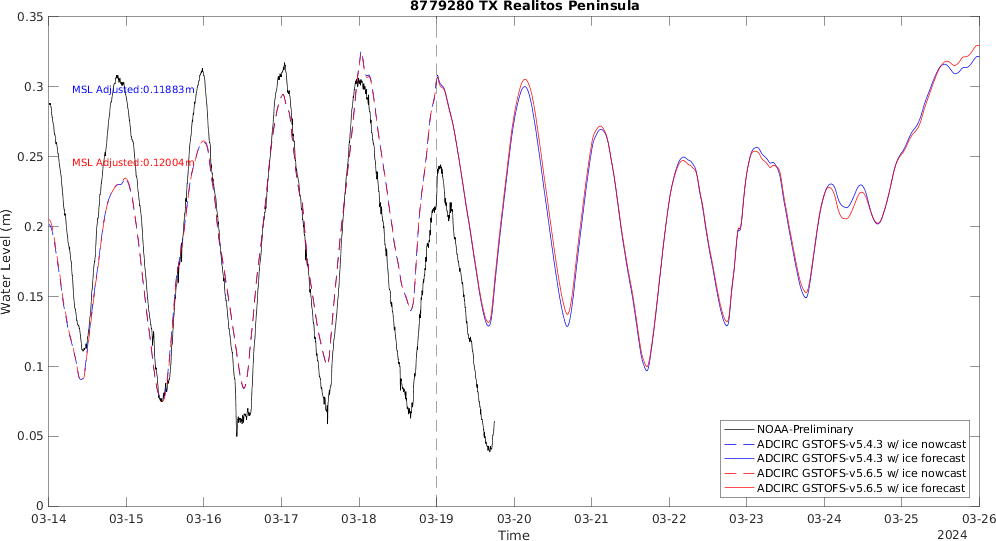 8779280 TX Realitos Peninsula
0.35
0.3
0.25
0.2
0.15
0.1
0.05
0
Water Level (m)
MSL Adjusted:0.11883m
MSL Adjusted:0.12004m
NOAA-Preliminary
ADCIRC GSTOFS-v5.4.3 w/ ice nowcast
ADCIRC GSTOFS-v5.4.3 w/ ice forecast
ADCIRC GSTOFS-v5.6.5 w/ ice nowcast
ADCIRC GSTOFS-v5.6.5 w/ ice forecast
03-14 03-15 03-16 03-17 03-18 03-19 03-20 03-21 03-22 03-23 03-24 03-25 03-26
Time
2024